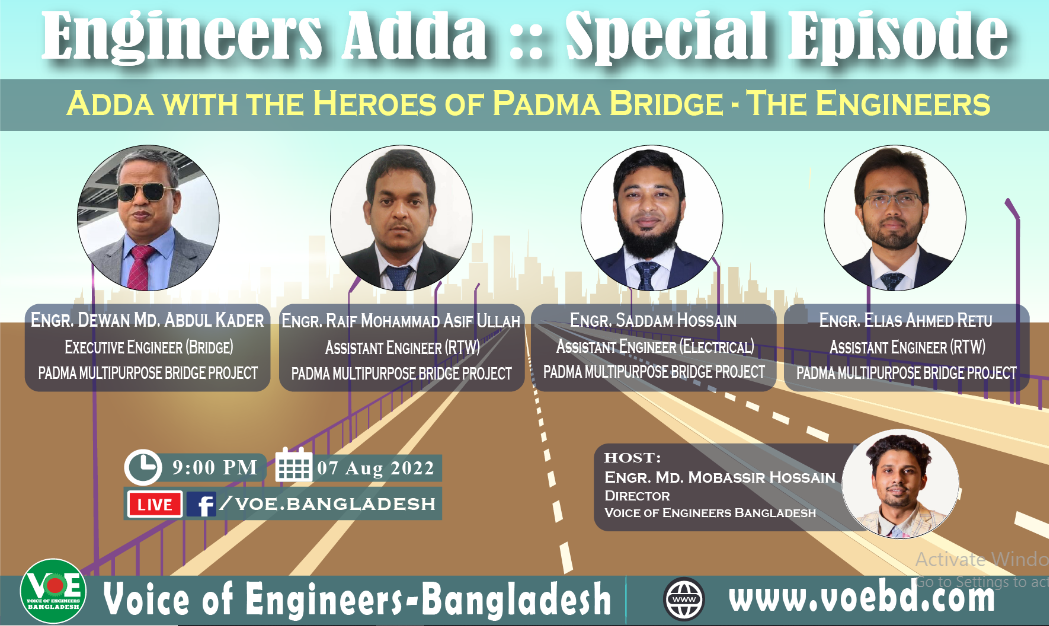 Engineers Adda :: Special Episode
Adda with the Heroes of Padma Bridge - The Engineers
Engr. Dewan Md. Abdul Kader
Executive Engineer (Bridge)
Padma Multipurpose Bridge Project
Engr. Raif Mohammad Asif Ullah
Assistant Engineer (RTW)
Padma Multipurpose Bridge Project
Engr. Saddam Hossain
Assistant Engineer (Electrical)
Padma Multipurpose Bridge Project
Engr. Elias Ahmed Retu
Assistant Engineer (RTW)
Padma Multipurpose Bridge Project
9:00 PM
07 Aug 2022
LIVE f/voe.bangladesh
Host:
Engr. Md. Mobassir Hossain
Director
Voice of Engineers Bangladesh
Activate Windo
Go to Settings to act
VOE
VOICE OF ENGINEERS
BANGLADESH
Voice of Engineers-Bangladesh
www
www.voebd.com